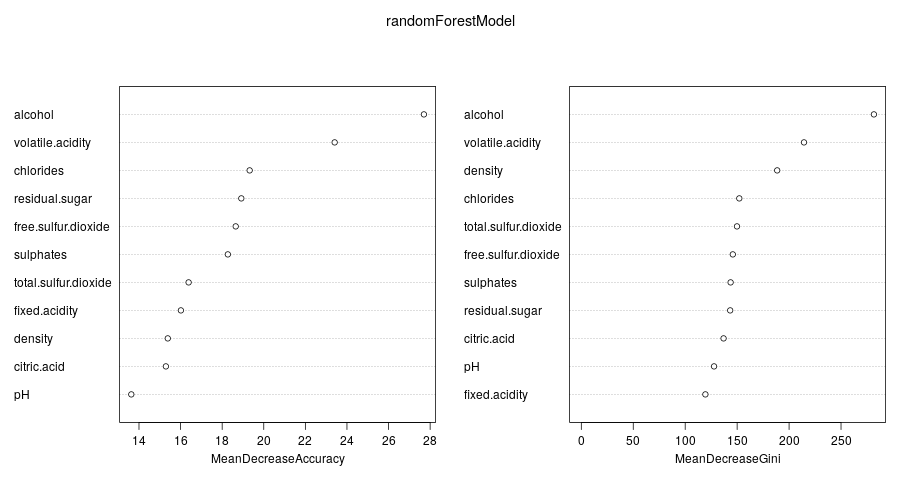 randomForestModel
alcohol
volatile.acidity
chlorides
residual.sugar
free.sulfur.dioxide
sulphates
total.sulfur.dioxide
fixed.acidity
density
citric.acid
pH
14 16 18 20 22 24 26 28
MeanDecreaseAccuracy
alcohol
volatile.acidity
density
chlorides
total.sulfur.dioxide
free.sulfur.dioxide
sulphates
residual.sugar
citric.acid
pH
fixed.acidity
0 50 100 150 200 250
MeanDecreaseGini